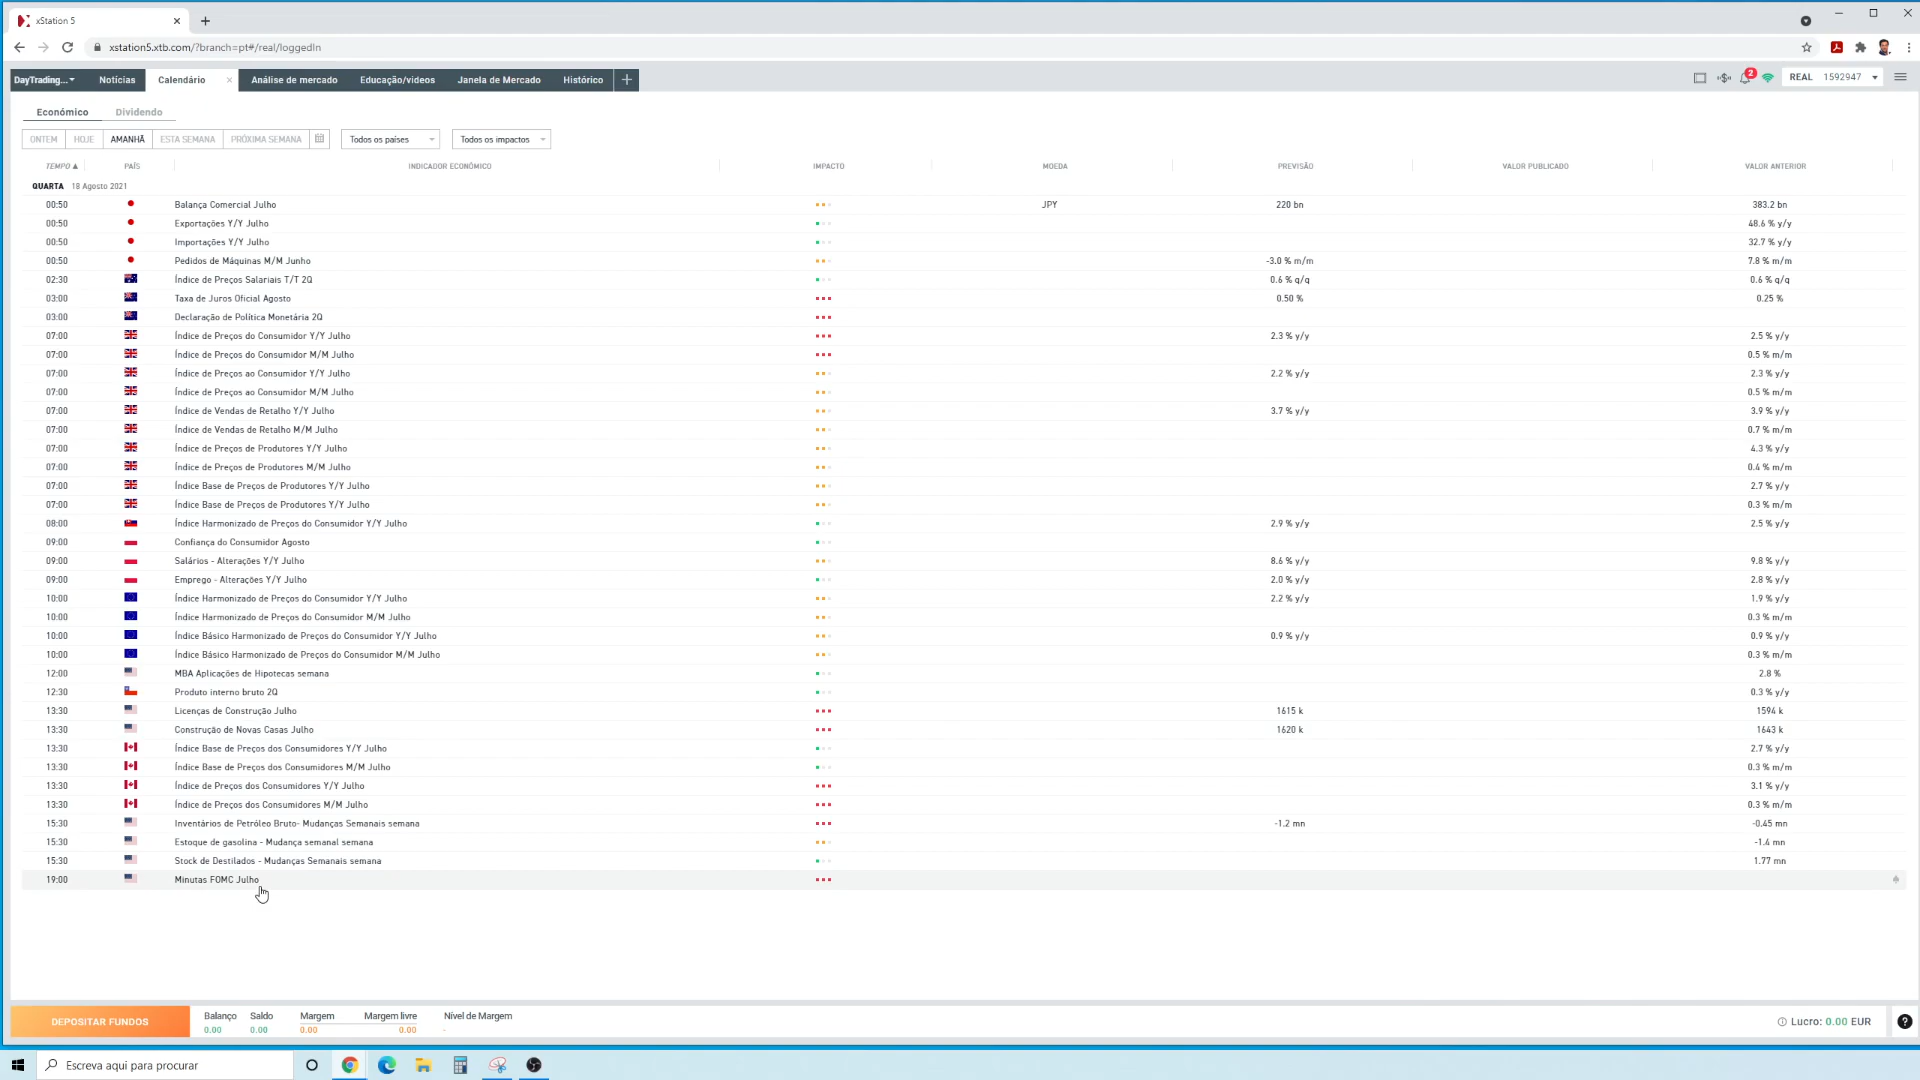 xStation 5
xstation5.xtb.com/?branch=pt#/real/loggedIn
DayTrading... Notícias Calendário Análise de mercado Educação/videos Janela de Mercado Histórico
2 REAL 1592947
Económico Dividendo
ONTEM HOJE AMANHÃ ESTA SEMANA PRÓXIMA SEMANA Todos os países Todos os impactos
TEMPO PAÍS INDICADOR ECONÓMICO IMPACTO MOEDA PREVISÃO VALOR PUBLICADO VALOR ANTERIOR
QUARTA 18 Agosto 2021
00:50 Balança Comercial Julho JPY 220 bn 383.2 bn
00:50 Exportações Y/Y Julho 48.6 % y/y
00:50 Importações Y/Y Julho 32.7 % y/y
00:50 Pedidos de Máquinas M/M Junho -3.0 % m/m 7.8 % m/m
02:30 Índice de Preços Salariais T/T 2Q 0.6 % q/q 0.6 % q/q
03:00 Taxa de Juros Oficial Agosto 0.50 % 0.25 %
03:00 Declaração de Política Monetária 2Q
07:00 Índice de Preços do Consumidor Y/Y Julho 2.3 % y/y 2.5 % y/y
07:00 Índice de Preços do Consumidor M/M Julho 0.5 % m/m
07:00 Índice de Preços ao Consumidor Y/Y Julho 2.2 % y/y 2.3 % y/y
07:00 Índice de Preços ao Consumidor M/M Julho 0.5 % m/m
07:00 Índice de Vendas de Retalho Y/Y Julho 3.7 % y/y 3.9 % y/y
07:00 Índice de Vendas de Retalho M/M Julho 0.7 % m/m
07:00 Índice de Preços de Produtores Y/Y Julho 4.3 % y/y
07:00 Índice de Preços de Produtores M/M Julho 0.4 % m/m
07:00 Índice Base de Preços de Produtores Y/Y Julho 2.7 % y/y
07:00 Índice Base de Preços de Produtores Y/Y Julho 0.3 % m/m
08:00 Índice Harmonizado de Preços do Consumidor Y/Y Julho 2.9 % y/y 2.5 % y/y
09:00 Confiança do Consumidor Agosto
09:00 Salários - Alterações Y/Y Julho 8.6 % y/y 9.8 % y/y
09:00 Emprego - Alterações Y/Y Julho 2.0 % y/y 2.8 % y/y
10:00 Índice Harmonizado de Preços do Consumidor Y/Y Julho 2.2 % y/y 1.9 % y/y
10:00 Índice Harmonizado de Preços do Consumidor M/M Julho 0.3 % m/m
10:00 Índice Básico Harmonizado de Preços do Consumidor Y/Y Julho 0.9 % y/y 0.9 % y/y
10:00 Índice Básico Harmonizado de Preços do Consumidor M/M Julho 0.3 % m/m
12:00 MBA Aplicações de Hipotecas semana 2.8 %
12:30 Produto interno bruto 2Q 0.3 % y/y
13:30 Licenças de Construção Julho 1615 k 1594 k
13:30 Construção de Novas Casas Julho 1620 k 1643 k
13:30 Índice Base de Preços dos Consumidores Y/Y Julho 2.7 % y/y
13:30 Índice Base de Preços dos Consumidores M/M Julho 0.3 % m/m
13:30 Índice de Preços dos Consumidores Y/Y Julho 3.1 % y/y
13:30 Índice de Preços dos Consumidores M/M Julho 0.3 % m/m
15:30 Inventários de Petróleo Bruto- Mudanças Semanais semana -1.2 mn -0.45 mn
15:30 Estoque de gasolina - Mudança semanal semana -1.4 mn
15:30 Stock de Destilados - Mudanças Semanais semana 1.77 mn
19:00 Minutas FOMC Julho
DEPOSITAR FUNDOS Balanço Saldo Margem Margem livre Nível de Margem Lucro: 0.00 EUR
0.00 0.00 0.00 0.00 -
Escreva aqui para procurar